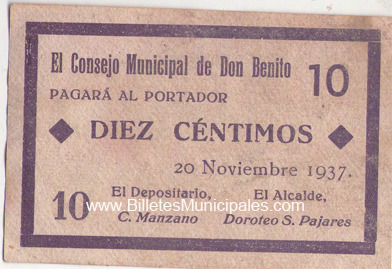 El Consejo Municipal de Don Benito 10
PAGARÁ AL PORTADOR
DIEZ CÉNTIMOS
20 Noviembre 1937.
El Depositario, El Alcalde,
10 www.BilletesMunicipales.com
C. Manzano Doroteo S. Pajares